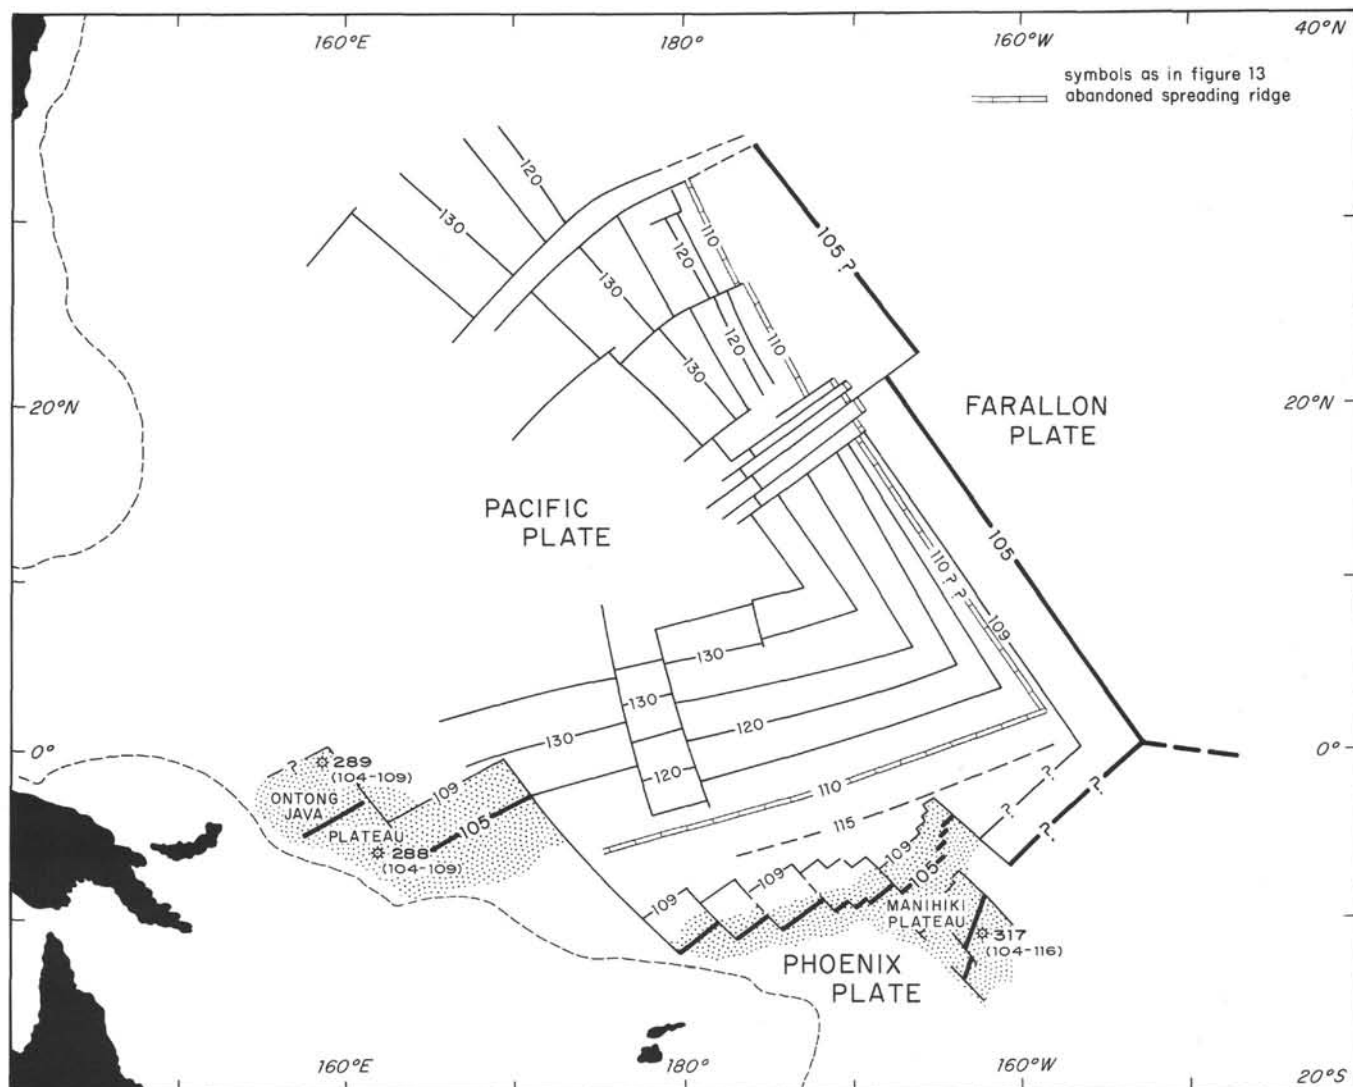 160°E
180°
160°W
40°N
symbols as in figure 13
abandoned spreading ridge
120
130
110
120
130
105 ?
120
110
130
20°N
20°N
FARALLON
PLATE
PACIFIC
PLATE
105
110 ? ?
109
130
130
120
130
120
0°
0°
?
289
(104-109)
ONTONG
JAVA
PLATEAU
109
105
288
(104-109)
110
115
?
?
?
?
109
109
109
105
MANIHIKI
PLATEAU
317
(104-116)
PHOENIX
PLATE
160°E
180°
160°W
20°S